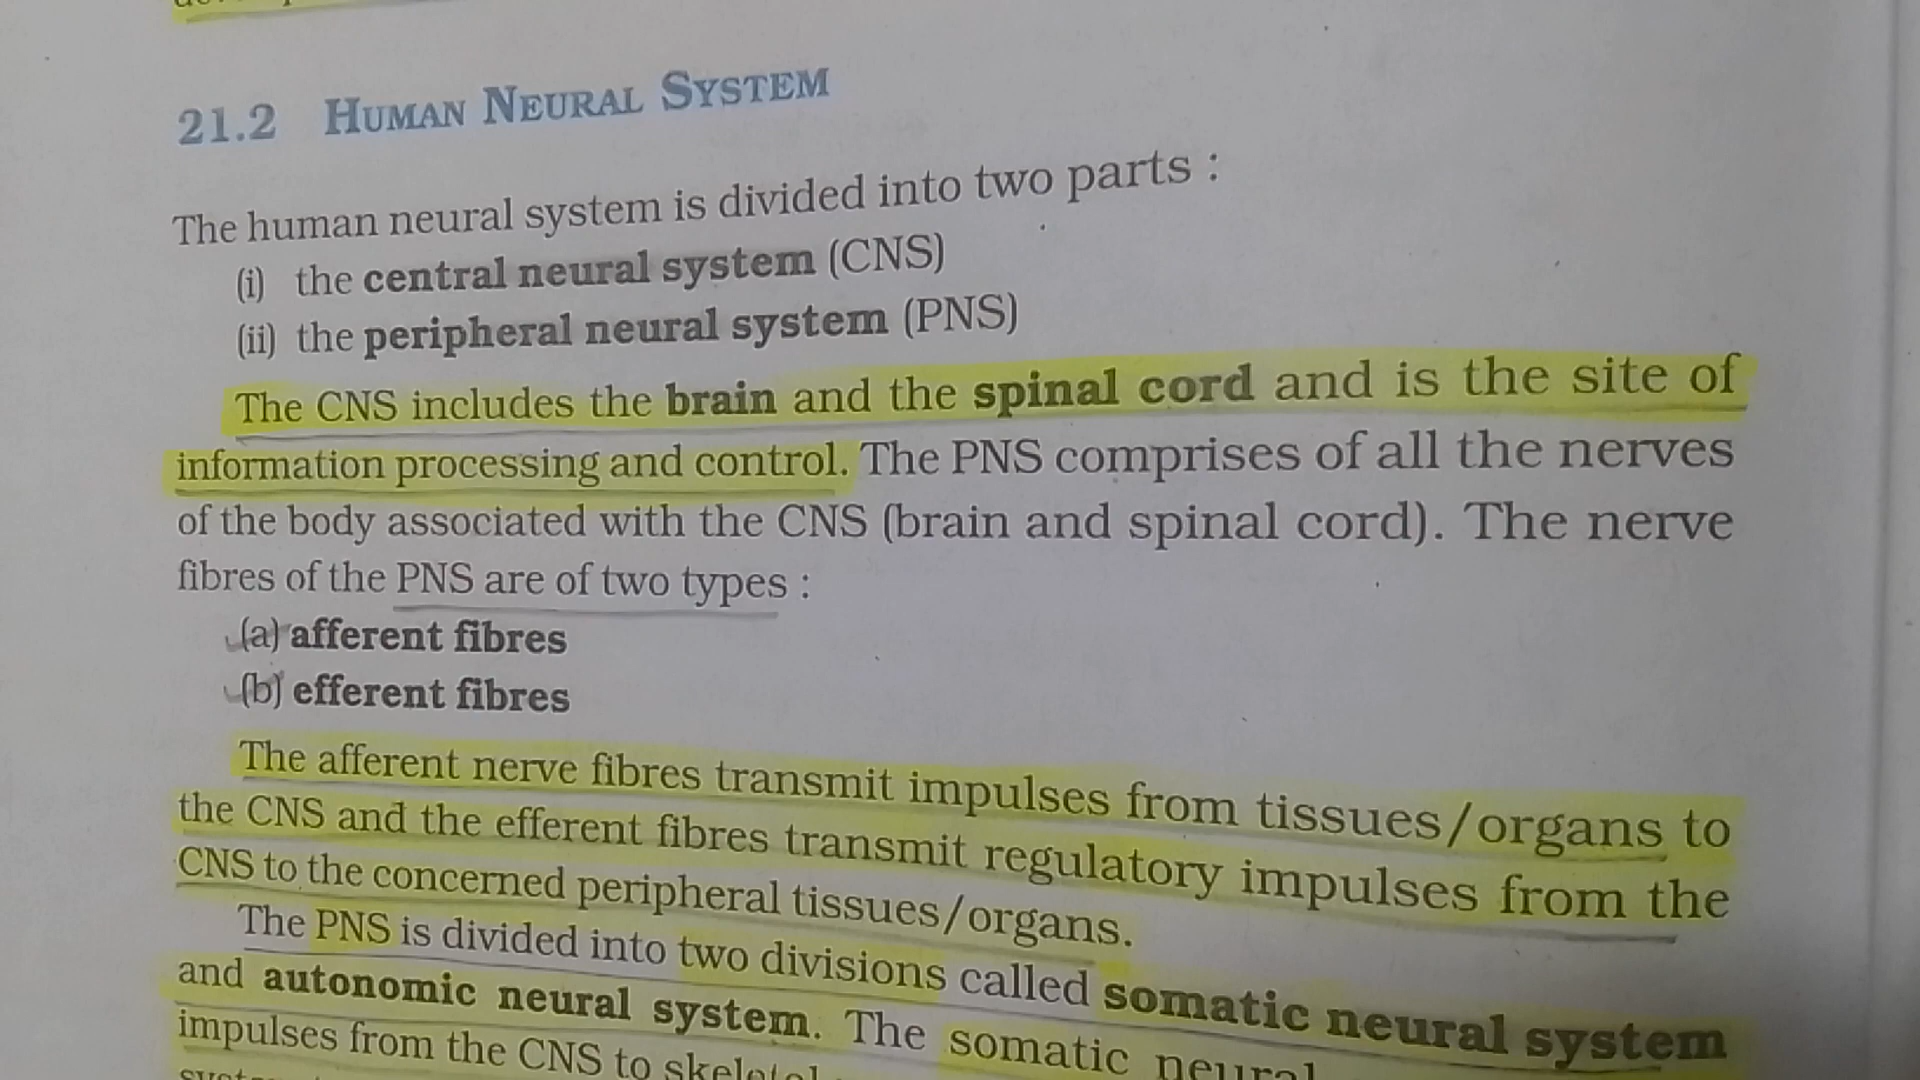 21.2 HUMAN NEURAL SYSTEM
The human neural system is divided into two parts :
(i) the central neural system (CNS)
(ii) the peripheral neural system (PNS)
The CNS includes the brain and the spinal cord and is the site of
information processing and control. The PNS comprises of all the nerves
of the body associated with the CNS (brain and spinal cord). The nerve
fibres of the PNS are of two types :
(a) afferent fibres
(b) efferent fibres
The afferent nerve fibres transmit impulses from tissues/organs to
the CNS and the efferent fibres transmit regulatory impulses from the
CNS to the concerned peripheral tissues/organs.
The PNS is divided into two divisions called somatic neural system
and autonomic neural system. The somatic neural
impulses from the CNS to